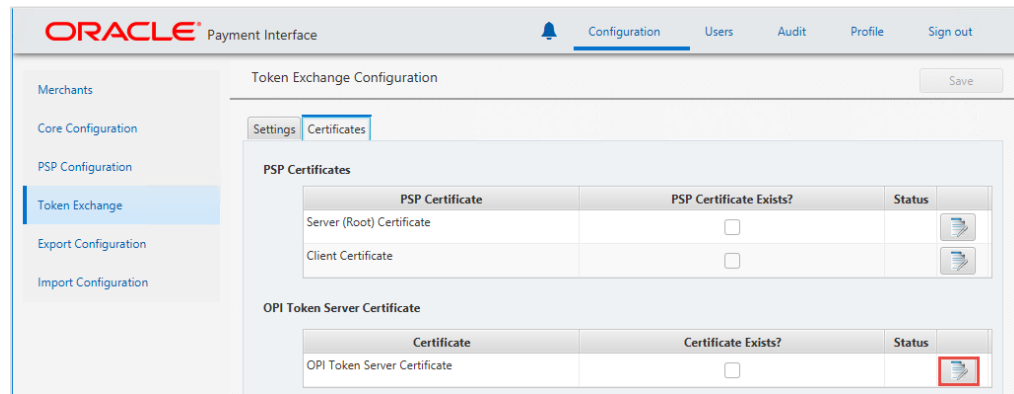 ORACLE® Payment Interface
Configuration Users Audit Profile Sign out
Merchants
Core Configuration
PSP Configuration
Token Exchange
Export Configuration
Import Configuration
Token Exchange Configuration Save
Settings Certificates
PSP Certificates
PSP Certificate PSP Certificate Exists? Status
Server (Root) Certificate
Client Certificate
OPI Token Server Certificate
Certificate Certificate Exists? Status
OPI Token Server Certificate